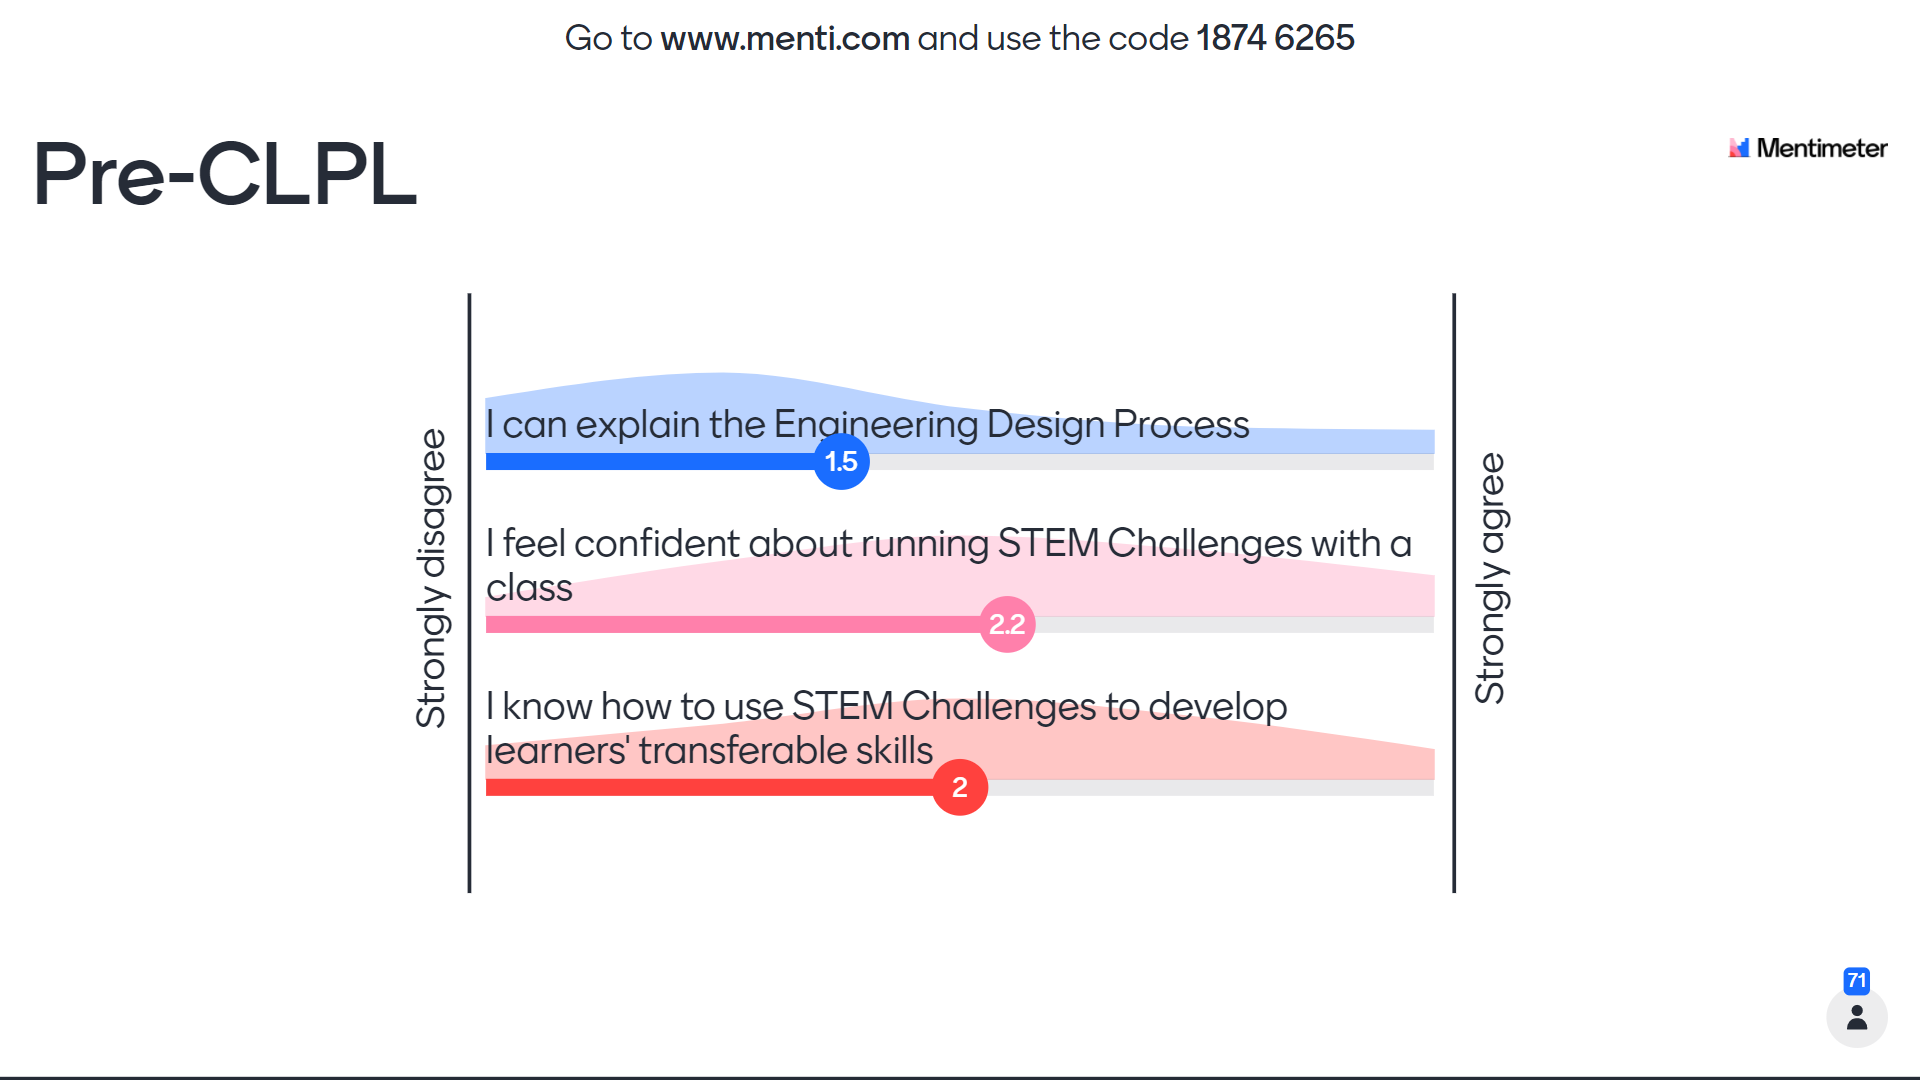 Go to www.menti.com and use the code 1874 6265
Pre-CLPL
Mentimeter
Strongly disagree
I can explain the Engineering Design Process
1.5
I feel confident about running STEM Challenges with a
class
2.2
I know how to use STEM Challenges to develop
learners' transferable skills
2
Strongly agree
71